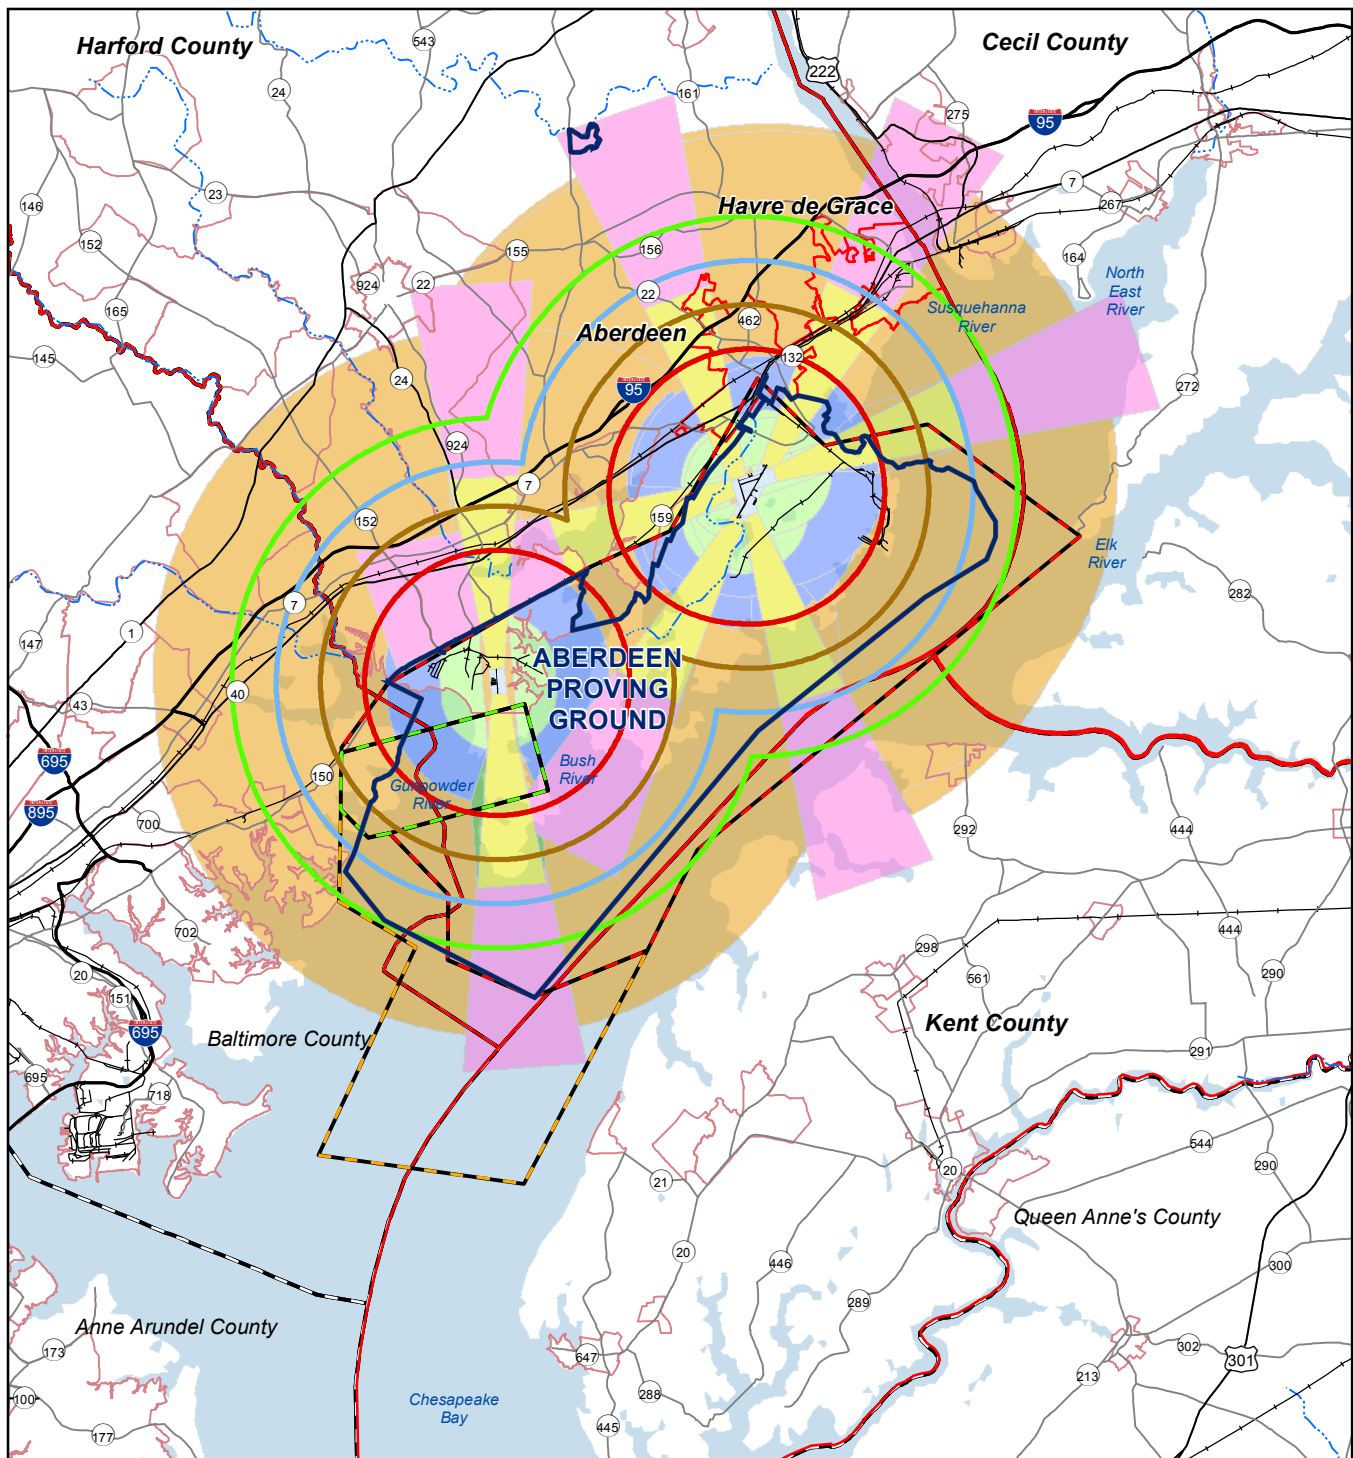 Harford County
Cecil County
543
222
24
161
275
INTERSTATE
95
7
146
23
267
Havre de Grace
152
156
155
164
North
East
River
924
22
22
165
Susquehanna
River
462
Aberdeen
145
132
24
INTERSTATE
95
272
924
7
159
152
Elk
River
282
7
1
147
ABERDEEN
PROVING
GROUND
40
43
INTERSTATE
695
Bush
River
150
Gunpowder
River
INTERSTATE
895
700
292
444
702
444
298
20
561
290
151
INTERSTATE
695
Baltimore County
Kent County
291
695
718
544
20
290
21
Queen Anne's County
20
446
300
289
Anne Arundel County
302
173
647
301
213
288
100
Chesapeake
Bay
445
177